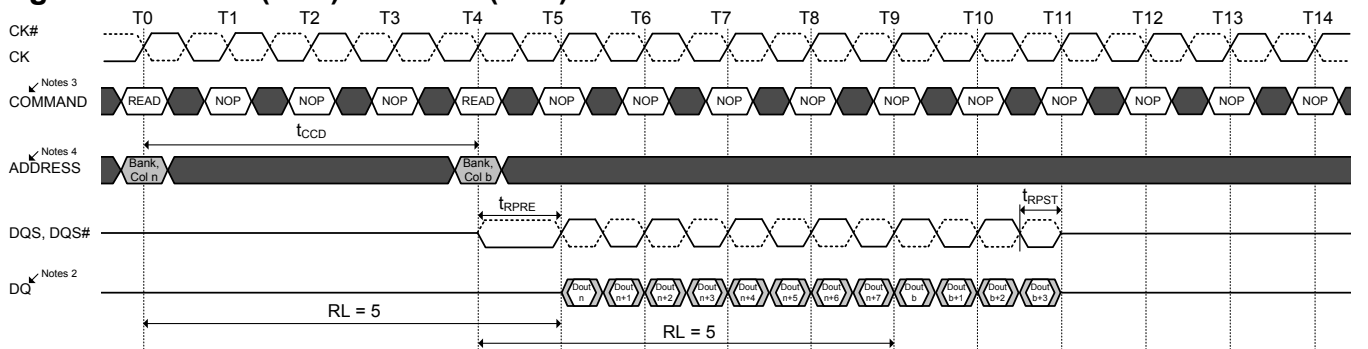 T0 T1 T2 T3 T4 T5 T6 T7 T8 T9 T10 T11 T12 T13 T14
CK#
CK
Notes 3
COMMAND READ NOP NOP NOP READ NOP NOP NOP NOP NOP NOP NOP NOP NOP NOP
tCCD
Notes 4
ADDRESS Bank, Col n Bank, Col b
tRPRE tRPST
DQS, DQS#
Notes 2
DQ Dout n Dout n+1 Dout n+2 Dout n+3 Dout n+4 Dout n+5 Dout n+6 Dout n+7 Dout b Dout b+1 Dout b+2 Dout b+3
RL = 5
RL = 5